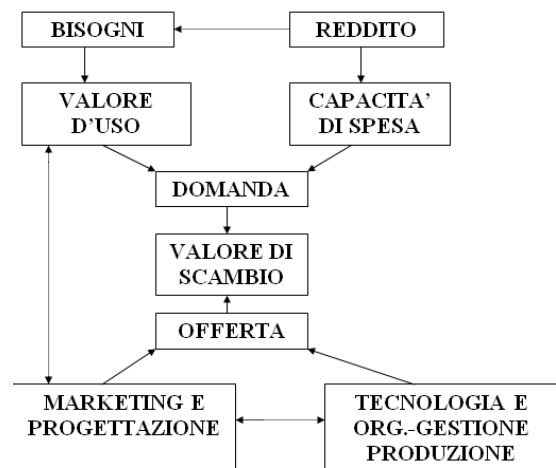 BISOGNI
REDDITO
VALORE
D'USO
CAPACITA'
DI SPESA
DOMANDA
VALORE DI
SCAMBIO
OFFERTA
MARKETING E
PROGETTAZIONE
TECNOLOGIA E
ORG.-GESTIONE
PRODUZIONE